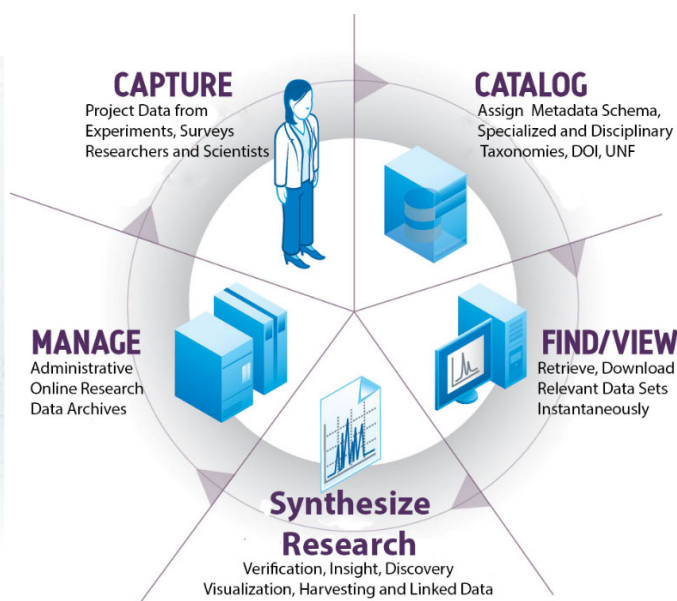 CAPTURE
Project Data from
Experiments, Surveys
Researchers and Scientists
CATALOG
Assign Metadata Schema,
Specialized and Disciplinary
Taxonomies, DOI, UNF
FIND/VIEW
Retrieve, Download
Relevant Data Sets
Instantaneously
Synthesize
Research
Verification, Insight, Discovery
Visualization, Harvesting and Linked Data
MANAGE
Administrative
Online Research
Data Archives